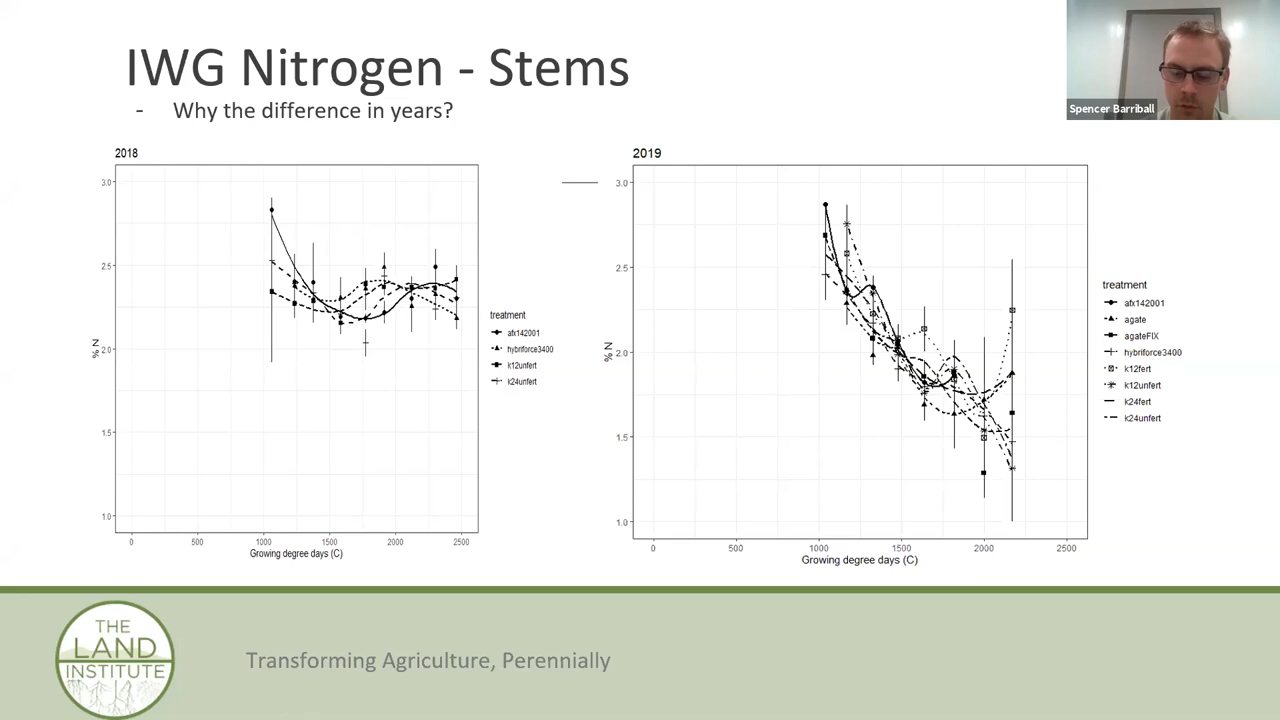 IWG Nitrogen - Stems
- Why the difference in years?
Spencer Barriball
2018
3.0
2.5
2.0
1.5
1.0
% N
0 500 1000 1500 2000 2500
Growing degree days (C)
treatment
afx142001
hybriforce3400
k12unfert
k24unfert
2019
3.0
2.5
2.0
1.5
1.0
% N
0 500 1000 1500 2000 2500
Growing degree days (C)
treatment
afx142001
agate
agateFIX
hybriforce3400
k12fert
k12unfert
k24fert
k24unfert
THE
LAND
INSTITUTE
Transforming Agriculture, Perennially